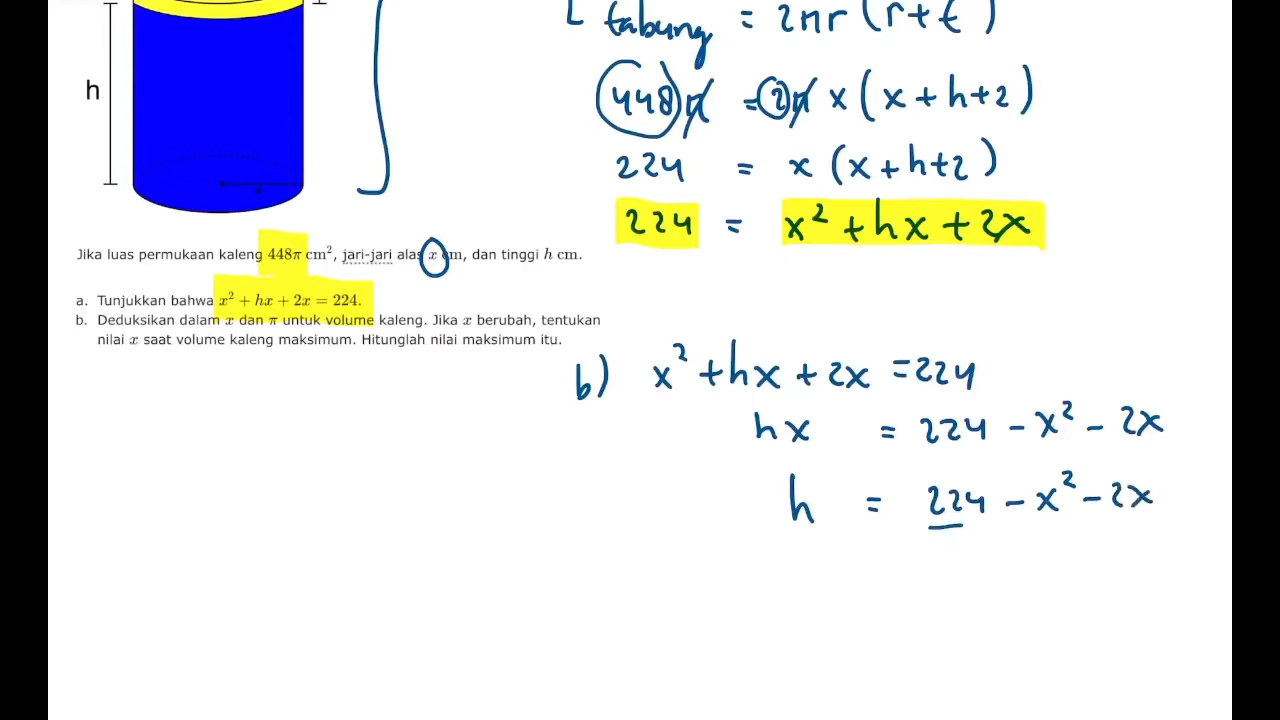 h
x
Jika luas permukaan kaleng 448π cm², jari-jari alas x cm, dan tinggi h cm.
a. Tunjukkan bahwa x² + hx + 2x = 224.
b. Deduksikan dalam x dan π untuk volume kaleng. Jika x berubah, tentukan
nilai x saat volume kaleng maksimum. Hitunglah nilai maksimum itu.
L tabung = 2πr (r + t)
448π = 2π x (x + h + 2)
224 = x (x + h + 2)
224 = x² + hx + 2x
b) x² + hx + 2x = 224
hx = 224 - x² - 2x
h = 224 - x² - 2x